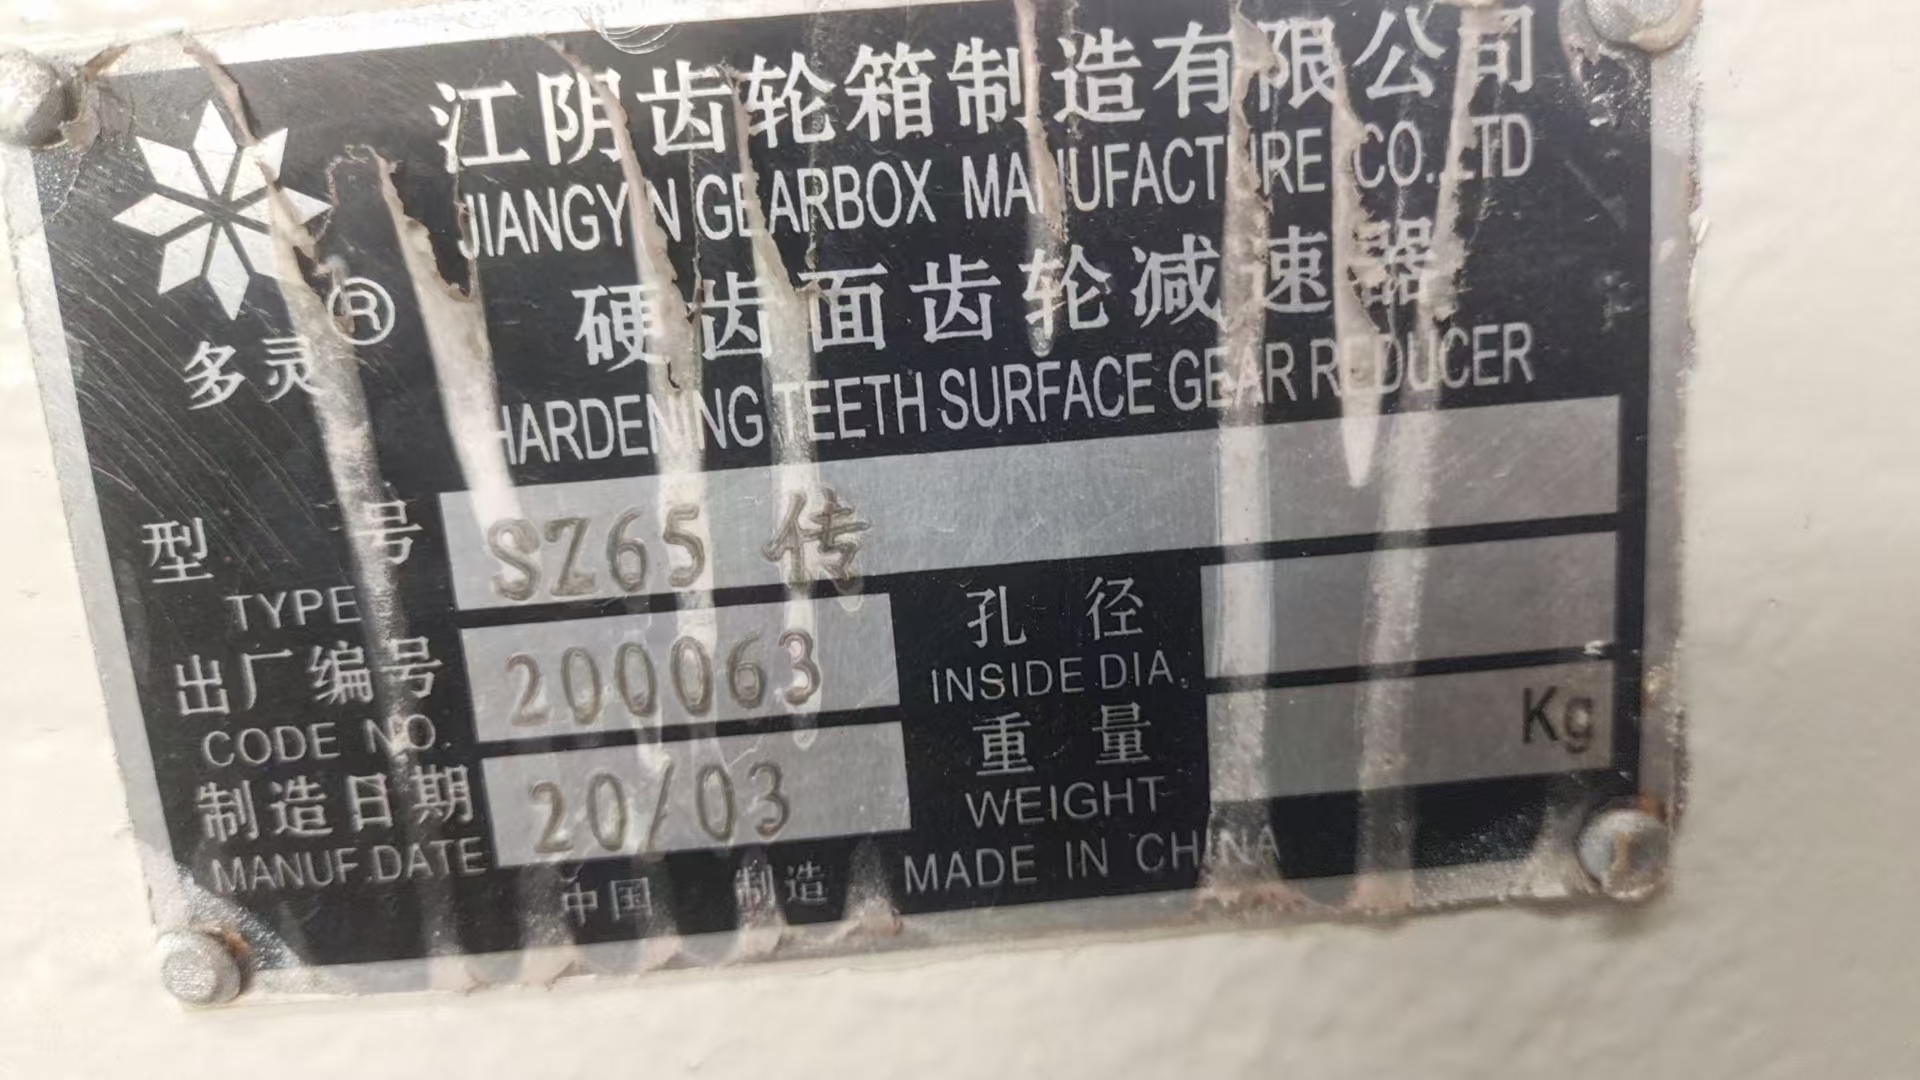 江阴齿轮箱制造有限公司
JIANGYIN GEARBOX MANUFACTURE CO.,LTD
®
多灵
硬齿面齿轮减速器
HARDENING TEETH SURFACE GEAR REDUCER
型号 SZ65 传
TYPE
出厂编号 200063 孔径
CODE NO. INSIDE DIA.
制造日期 20/03 重量 Kg
MANUF.DATE WEIGHT
中国 制造 MADE IN CHINA